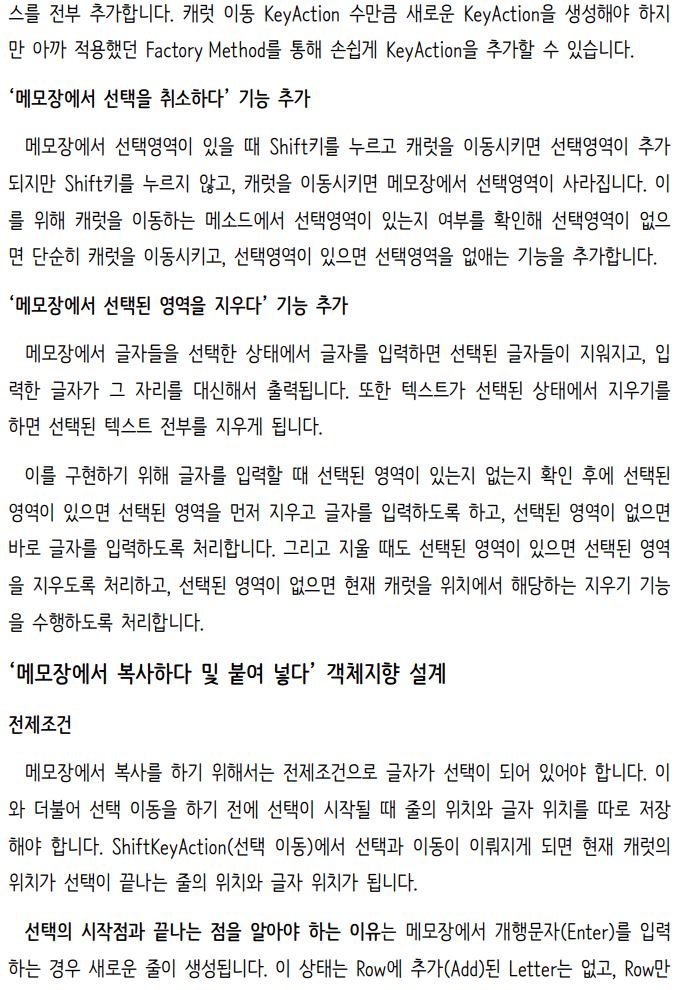 스를 전부 추가합니다. 캐럿 이동 KeyAction 수만큼 새로운 KeyAction을 생성해야 하지
만 아까 적용했던 Factory Method를 통해 손쉽게 KeyAction을 추가할 수 있습니다.
‘메모장에서 선택을 취소하다’ 기능 추가
메모장에서 선택영역이 있을 때 Shift키를 누르고 캐럿을 이동시키면 선택영역이 추가
되지만 Shift키를 누르지 않고, 캐럿을 이동시키면 메모장에서 선택영역이 사라집니다. 이
를 위해 캐럿을 이동하는 메소드에서 선택영역이 있는지 여부를 확인해 선택영역이 없으
면 단순히 캐럿을 이동시키고, 선택영역이 있으면 선택영역을 없애는 기능을 추가합니다.
‘메모장에서 선택된 영역을 지우다’ 기능 추가
메모장에서 글자들을 선택한 상태에서 글자를 입력하면 선택된 글자들이 지워지고, 입
력한 글자가 그 자리를 대신해서 출력됩니다. 또한 텍스트가 선택된 상태에서 지우기를
하면 선택된 텍스트 전부를 지우게 됩니다.
이를 구현하기 위해 글자를 입력할 때 선택된 영역이 있는지 없는지 확인 후에 선택된
영역이 있으면 선택된 영역을 먼저 지우고 글자를 입력하도록 하고, 선택된 영역이 없으면
바로 글자를 입력하도록 처리합니다. 그리고 지울 때도 선택된 영역이 있으면 선택된 영역
을 지우도록 처리하고, 선택된 영역이 없으면 현재 캐럿을 위치에서 해당하는 지우기 기능
을 수행하도록 처리합니다.
‘메모장에서 복사하다 및 붙여 넣다’ 객체지향 설계
전제조건
메모장에서 복사를 하기 위해서는 전제조건으로 글자가 선택이 되어 있어야 합니다. 이
와 더불어 선택 이동을 하기 전에 선택이 시작될 때 줄의 위치와 글자 위치를 따로 저장
해야 합니다. ShiftKeyAction(선택 이동)에서 선택과 이동이 이뤄지게 되면 현재 캐럿의
위치가 선택이 끝나는 줄의 위치와 글자 위치가 됩니다.
선택의 시작점과 끝나는 점을 알아야 하는 이유는 메모장에서 개행문자(Enter)를 입력
하는 경우 새로운 줄이 생성됩니다. 이 상태는 Row에 추가(Add)된 Letter는 없고, Row만